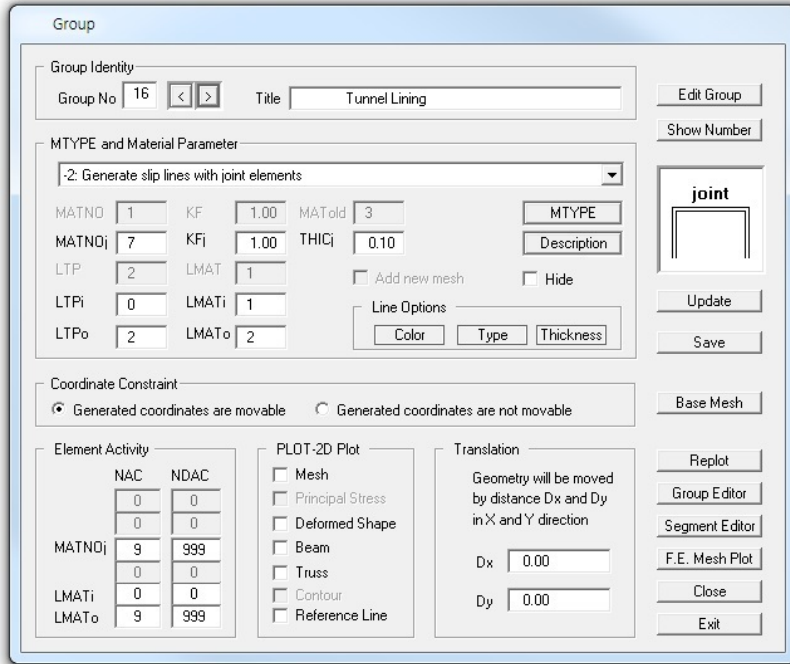 Group
Group Identity
Group No 16 < > Title Tunnel Lining
Edit Group
Show Number
MTYPE and Material Parameter
-2: Generate slip lines with joint elements
MATNO 1 KF 1.00 MATold 3 MTYPE
MATNOj 7 KFj 1.00 THICj 0.10 Description
LTP 2 LMAT 1 Add new mesh Hide
LTPi 0 LMATi 1
LTPo 2 LMATo 2
Line Options
Color Type Thickness
joint
Update
Save
Coordinate Constraint
Generated coordinates are movable Generated coordinates are not movable
Base Mesh
Element Activity
NAC NDAC
0 0
0 0
MATNOj 9 999
0 0
LMATi 0 0
LMATo 9 999
PLOT-2D Plot
Mesh
Principal Stress
Deformed Shape
Beam
Truss
Contour
Reference Line
Translation
Geometry will be moved
by distance Dx and Dy
in X and Y direction
Dx 0.00
Dy 0.00
Replot
Group Editor
Segment Editor
F.E. Mesh Plot
Close
Exit